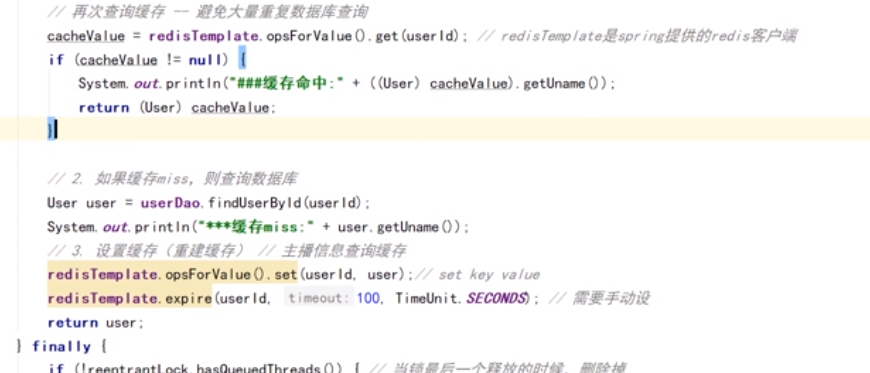 // 再次查询缓存 -- 避免大量重复数据库查询
cacheValue = redisTemplate.opsForValue().get(userId); // redisTemplate是spring提供的redis客户端
if (cacheValue != null) {
System.out.println("###缓存命中:" + ((User) cacheValue).getUname());
return (User) cacheValue;
}
// 2. 如果缓存miss，则查询数据库
User user = userDao.findUserById(userId);
System.out.println("***缓存miss:" + user.getUname());
// 3. 设置缓存（重建缓存） // 主播信息查询缓存
redisTemplate.opsForValue().set(userId, user);// set key value
redisTemplate.expire(userId, timeout: 100, TimeUnit.SECONDS); // 需要手动设
return user;
} finally {
if (!reentrantLock.hasQueuedThreads()) { // 当锁最后一个释放的时候，删除掉